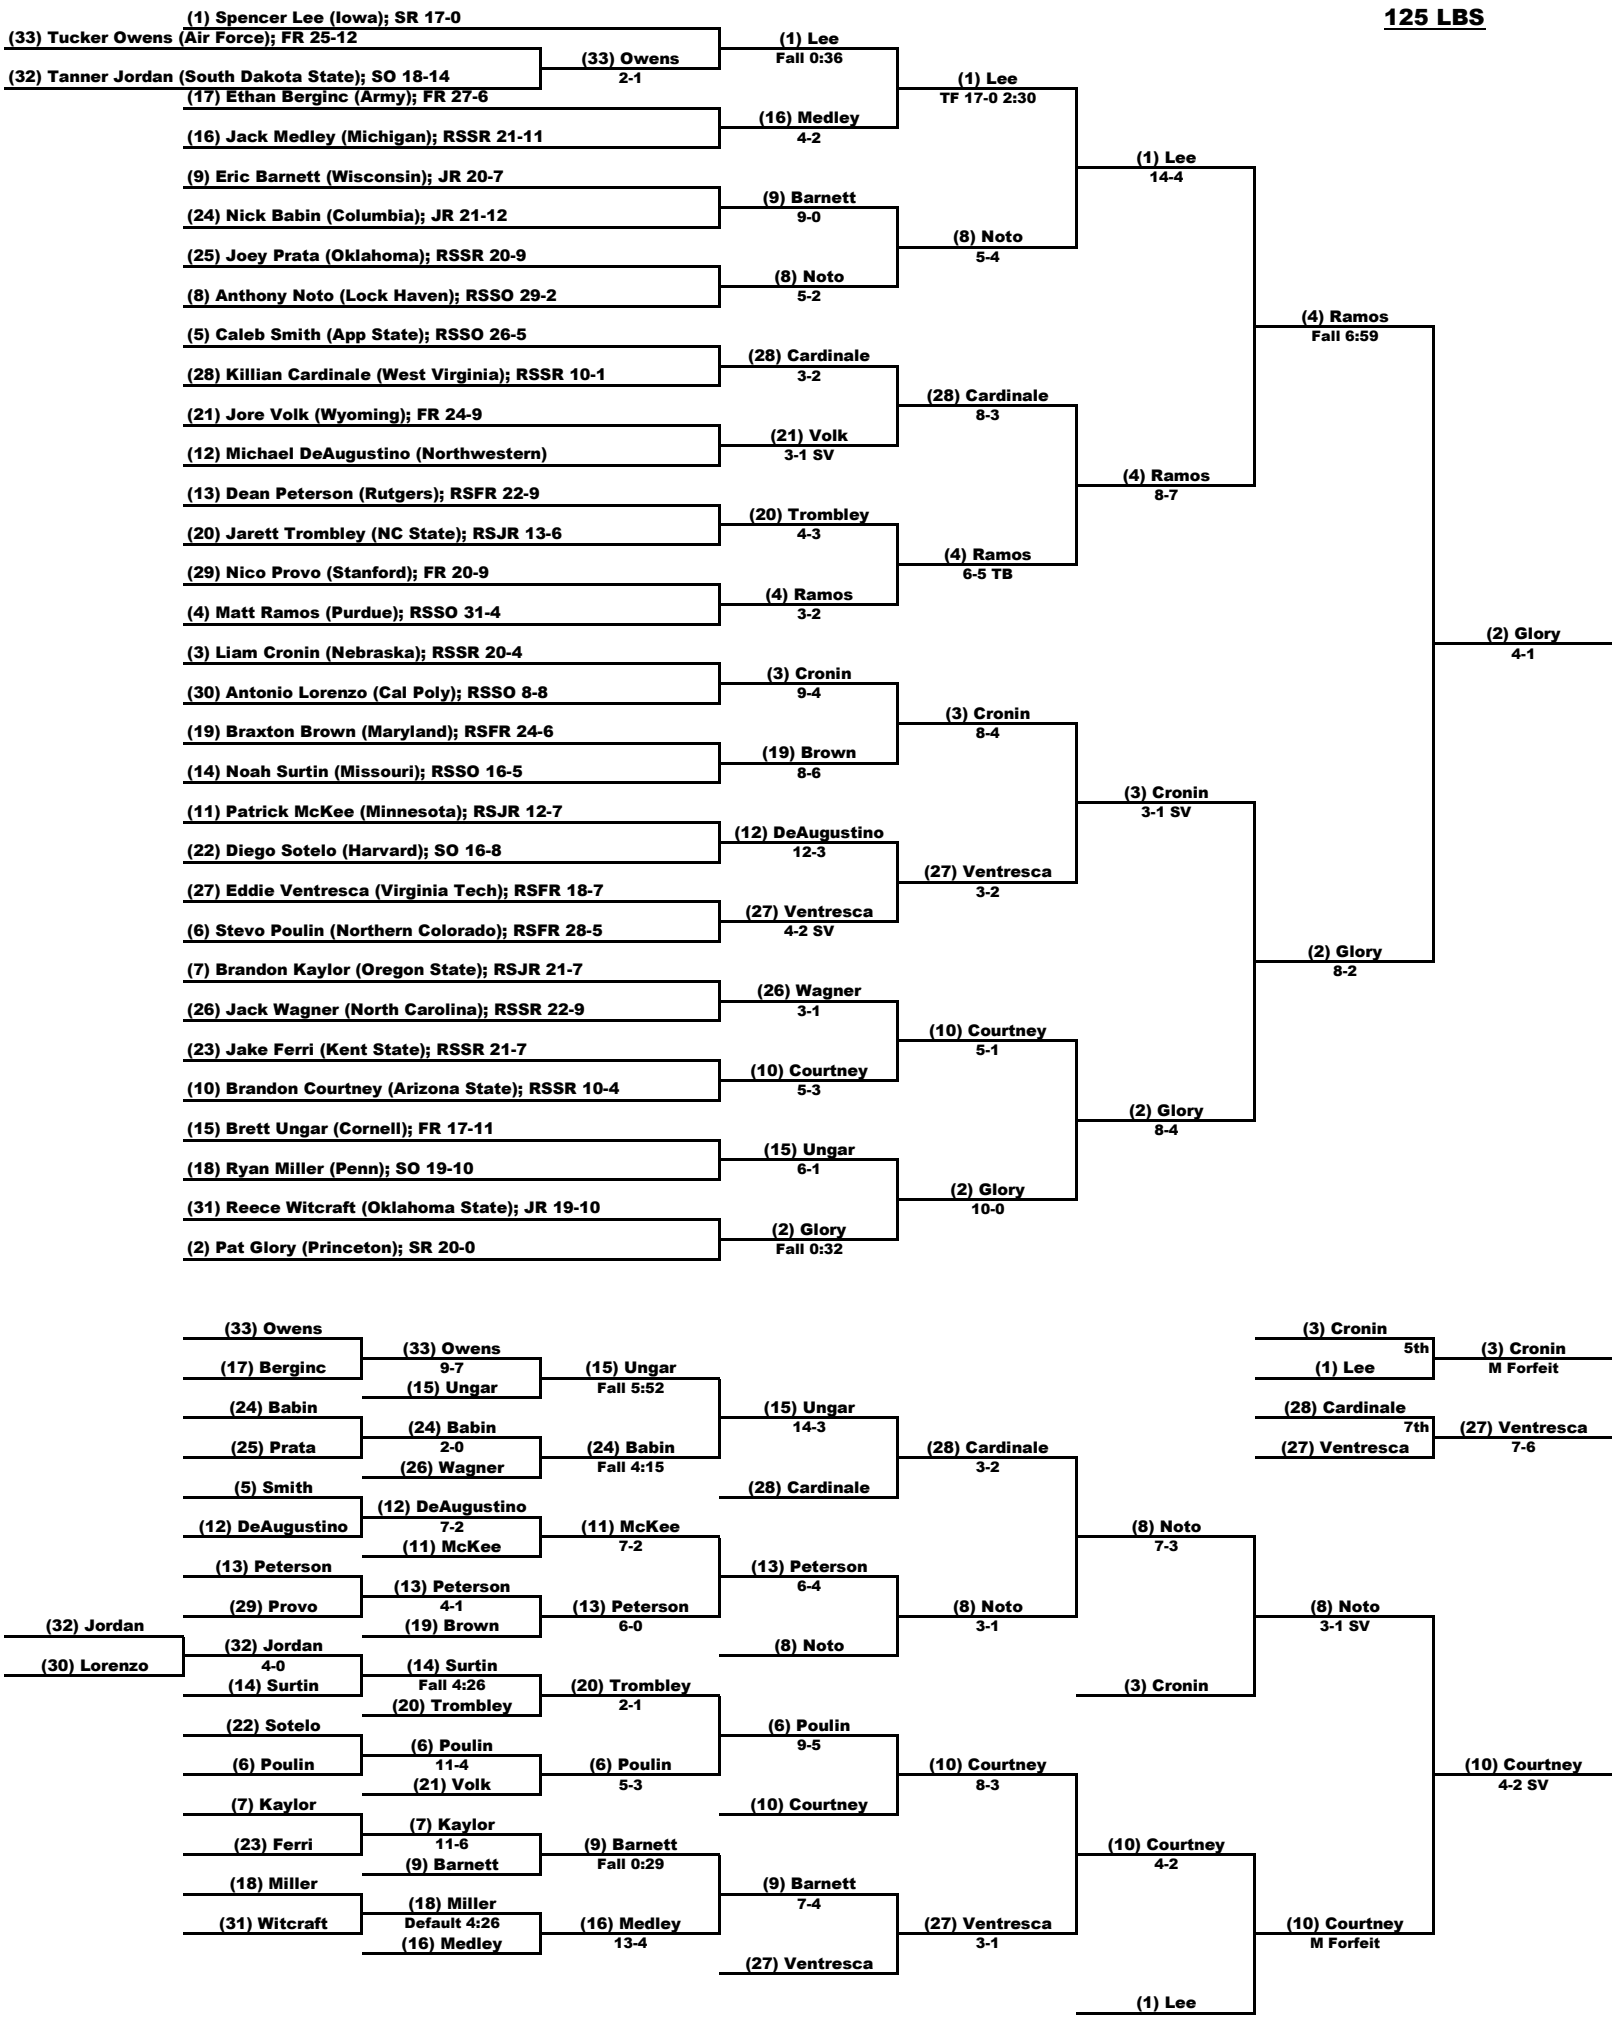 125 LBS
(1) Spencer Lee (Iowa); SR 17-0
(33) Tucker Owens (Air Force); FR 25-12
(1) Lee
Fall 0:36
(33) Owens
2-1
(32) Tanner Jordan (South Dakota State); SO 18-14
(1) Lee
TF 17-0 2:30
(17) Ethan Berginc (Army); FR 27-6
(16) Medley
4-2
(16) Jack Medley (Michigan); RSSR 21-11
(1) Lee
14-4
(9) Eric Barnett (Wisconsin); JR 20-7
(9) Barnett
9-0
(24) Nick Babin (Columbia); JR 21-12
(8) Noto
5-4
(25) Joey Prata (Oklahoma); RSSR 20-9
(8) Noto
5-2
(8) Anthony Noto (Lock Haven); RSSO 29-2
(4) Ramos
Fall 6:59
(5) Caleb Smith (App State); RSSO 26-5
(28) Cardinale
3-2
(28) Killian Cardinale (West Virginia); RSSR 10-1
(28) Cardinale
8-3
(21) Jore Volk (Wyoming); FR 24-9
(21) Volk
3-1 SV
(12) Michael DeAugustino (Northwestern)
(4) Ramos
8-7
(13) Dean Peterson (Rutgers); RSFR 22-9
(20) Trombley
4-3
(20) Jarett Trombley (NC State); RSJR 13-6
(4) Ramos
6-5 TB
(29) Nico Provo (Stanford); FR 20-9
(4) Ramos
3-2
(4) Matt Ramos (Purdue); RSSO 31-4
(2) Glory
4-1
(3) Liam Cronin (Nebraska); RSSR 20-4
(3) Cronin
9-4
(30) Antonio Lorenzo (Cal Poly); RSSO 8-8
(3) Cronin
8-4
(19) Braxton Brown (Maryland); RSFR 24-6
(19) Brown
8-6
(14) Noah Surtin (Missouri); RSSO 16-5
(3) Cronin
3-1 SV
(11) Patrick McKee (Minnesota); RSJR 12-7
(12) DeAugustino
12-3
(22) Diego Sotelo (Harvard); SO 16-8
(27) Ventresca
3-2
(27) Eddie Ventresca (Virginia Tech); RSFR 18-7
(27) Ventresca
4-2 SV
(6) Stevo Poulin (Northern Colorado); RSFR 28-5
(2) Glory
8-2
(7) Brandon Kaylor (Oregon State); RSJR 21-7
(26) Wagner
3-1
(26) Jack Wagner (North Carolina); RSSR 22-9
(10) Courtney
5-1
(23) Jake Ferri (Kent State); RSSR 21-7
(10) Courtney
5-3
(10) Brandon Courtney (Arizona State); RSSR 10-4
(2) Glory
8-4
(15) Brett Ungar (Cornell); FR 17-11
(15) Ungar
6-1
(18) Ryan Miller (Penn); SO 19-10
(2) Glory
10-0
(31) Reece Witcraft (Oklahoma State); JR 19-10
(2) Glory
Fall 0:32
(2) Pat Glory (Princeton); SR 20-0
(33) Owens
(33) Owens
9-7
(17) Berginc
(15) Ungar
Fall 5:52
(15) Ungar
(3) Cronin
5th
(3) Cronin
M Forfeit
(1) Lee
(24) Babin
(15) Ungar
14-3
(24) Babin
2-0
(25) Prata
(24) Babin
Fall 4:15
(26) Wagner
(28) Cardinale
3-2
(28) Cardinale
7th
(27) Ventresca
7-6
(27) Ventresca
(5) Smith
(28) Cardinale
(12) DeAugustino
7-2
(12) DeAugustino
(11) McKee
7-2
(11) McKee
(8) Noto
7-3
(13) Peterson
(13) Peterson
6-4
(13) Peterson
4-1
(29) Provo
(13) Peterson
6-0
(19) Brown
(8) Noto
3-1
(8) Noto
3-1 SV
(32) Jordan
(32) Jordan
4-0
(30) Lorenzo
(8) Noto
(14) Surtin
Fall 4:26
(14) Surtin
(20) Trombley
2-1
(20) Trombley
(3) Cronin
(22) Sotelo
(6) Poulin
9-5
(6) Poulin
11-4
(6) Poulin
(6) Poulin
5-3
(21) Volk
(10) Courtney
8-3
(10) Courtney
4-2 SV
(7) Kaylor
(10) Courtney
(7) Kaylor
11-6
(23) Ferri
(9) Barnett
Fall 0:29
(9) Barnett
(10) Courtney
4-2
(18) Miller
(9) Barnett
7-4
(18) Miller
Default 4:26
(31) Witcraft
(16) Medley
13-4
(16) Medley
(27) Ventresca
3-1
(10) Courtney
M Forfeit
(27) Ventresca
(1) Lee